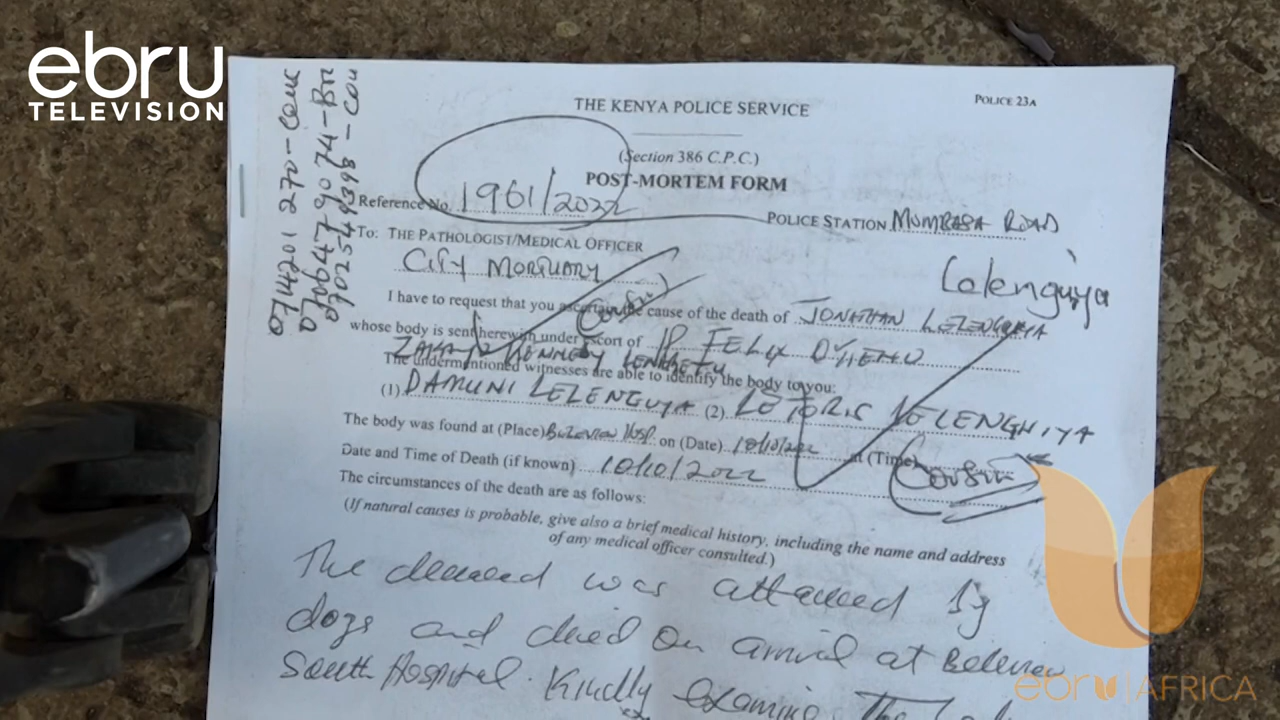 ebru
TELEVISION
THE KENYA POLICE SERVICE
POLICE 23A
(Section 386 C.P.C.)
POST-MORTEM FORM
Reference No. 1961/2022
POLICE STATION MOMBASA ROAD
To: THE PATHOLOGIST/MEDICAL OFFICER
CITY MORTUARY
Lelenguya
I have to request that you ascertain the cause of the death of JONATHAN LELENGUYA
whose body is sent herewith under escort of IP FELIX
The undermentioned witnesses are able to identify the body to you:
(1) DAMUNI LELENGUYA (2) LELENGHIYA
The body was found at (Place) HOSP. on (Date) 10/10/2022 at (Time)
Cousin
Date and Time of Death (if known) 10/10/2022
The circumstances of the death are as follows:
(If natural causes is probable, give also a brief medical history, including the name and address
of any medical officer consulted.)
The deceased was attacked by
dogs and died on arrival at
South Hospital. Kindly examine the
ebru AFRICA